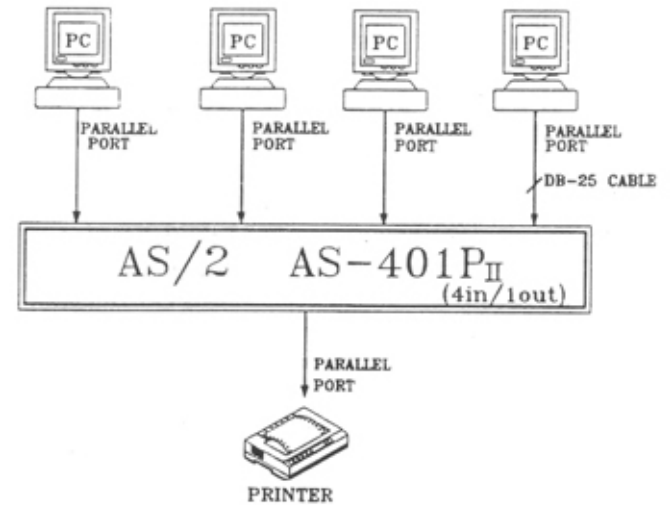 PC PC PC PC
PARALLEL PARALLEL PARALLEL PARALLEL
PORT PORT PORT PORT
DB-25 CABLE
AS/2 AS-401PII
(4in/1out)
PARALLEL
PORT
PRINTER